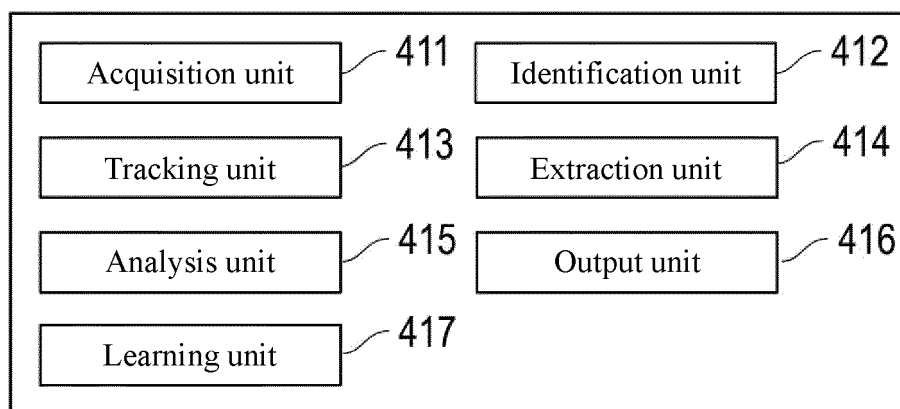 Acquisition unit 411 Identification unit 412
Tracking unit 413 Extraction unit 414
Analysis unit 415 Output unit 416
Learning unit 417